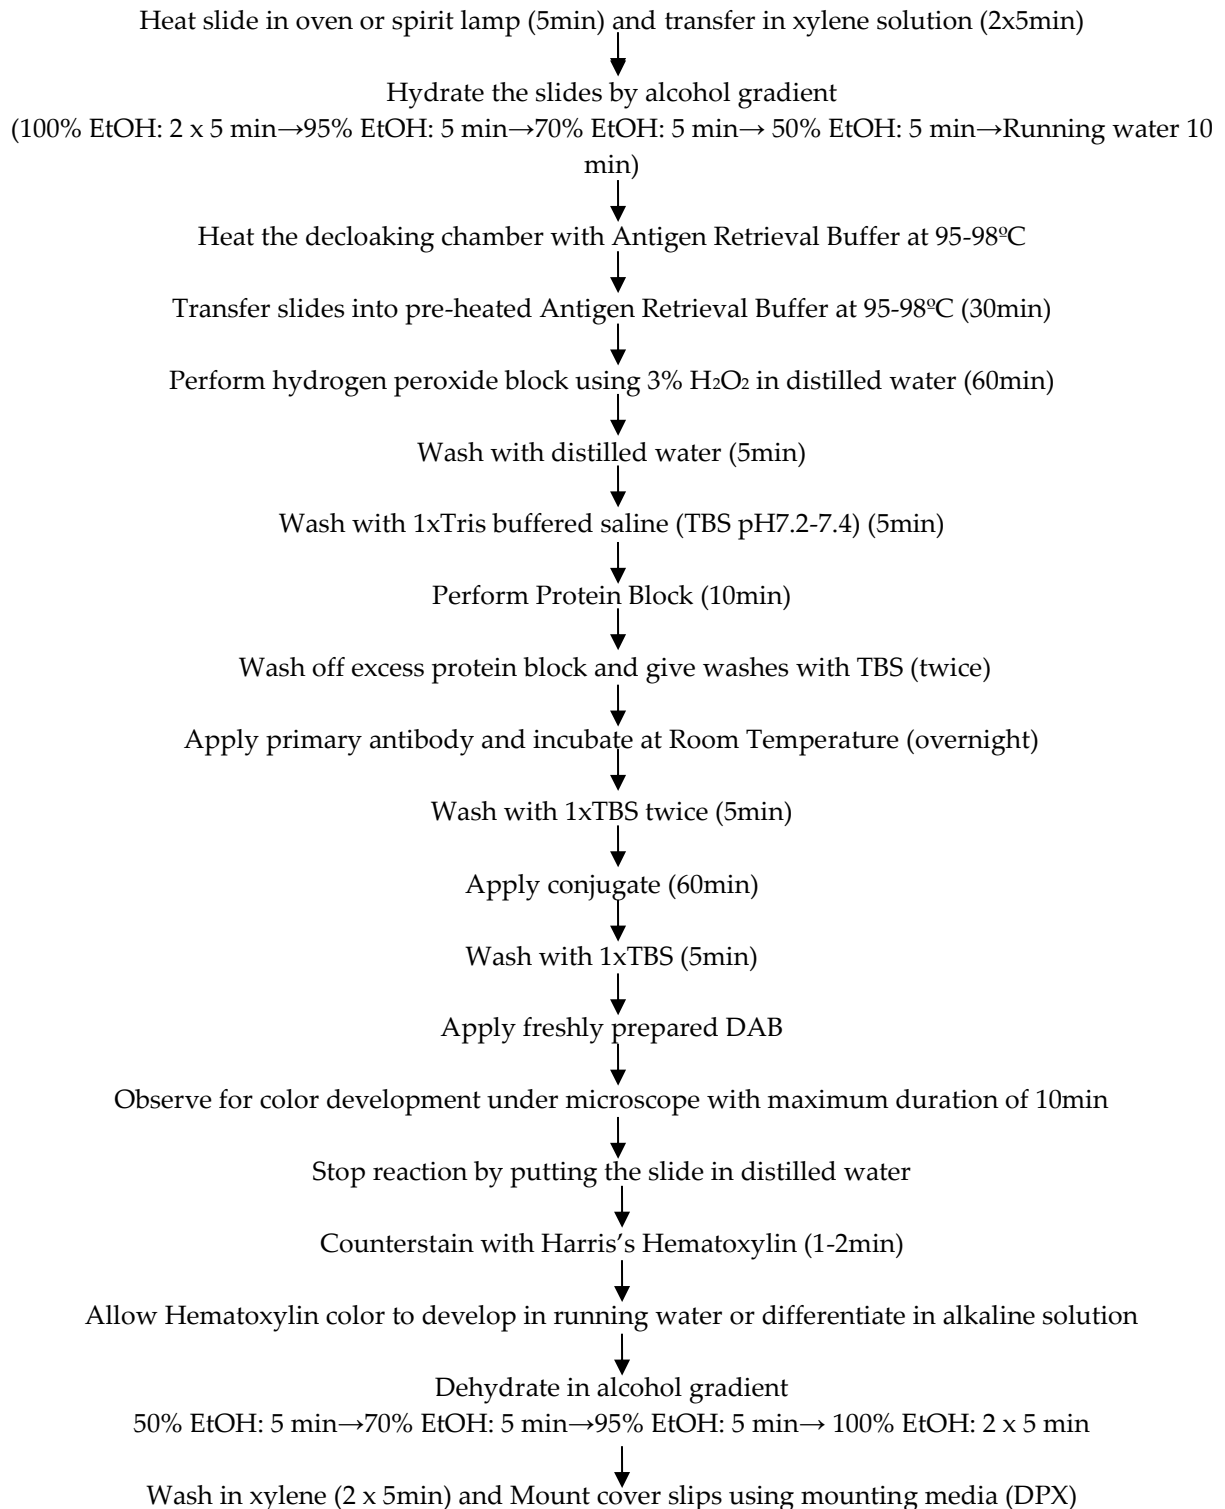 Heat slide in oven or spirit lamp (5min) and transfer in xylene solution (2x5min)
Hydrate the slides by alcohol gradient
(100% EtOH: 2 x 5 min→95% EtOH: 5 min→70% EtOH: 5 min→ 50% EtOH: 5 min→Running water 10
min)
Heat the decloaking chamber with Antigen Retrieval Buffer at 95-98ºC
Transfer slides into pre-heated Antigen Retrieval Buffer at 95-98ºC (30min)
Perform hydrogen peroxide block using 3% H₂O₂ in distilled water (60min)
Wash with distilled water (5min)
Wash with 1xTris buffered saline (TBS pH7.2-7.4) (5min)
Perform Protein Block (10min)
Wash off excess protein block and give washes with TBS (twice)
Apply primary antibody and incubate at Room Temperature (overnight)
Wash with 1xTBS twice (5min)
Apply conjugate (60min)
Wash with 1xTBS (5min)
Apply freshly prepared DAB
Observe for color development under microscope with maximum duration of 10min
Stop reaction by putting the slide in distilled water
Counterstain with Harris’s Hematoxylin (1-2min)
Allow Hematoxylin color to develop in running water or differentiate in alkaline solution
Dehydrate in alcohol gradient
50% EtOH: 5 min→70% EtOH: 5 min→95% EtOH: 5 min→ 100% EtOH: 2 x 5 min
Wash in xylene (2 x 5min) and Mount cover slips using mounting media (DPX)